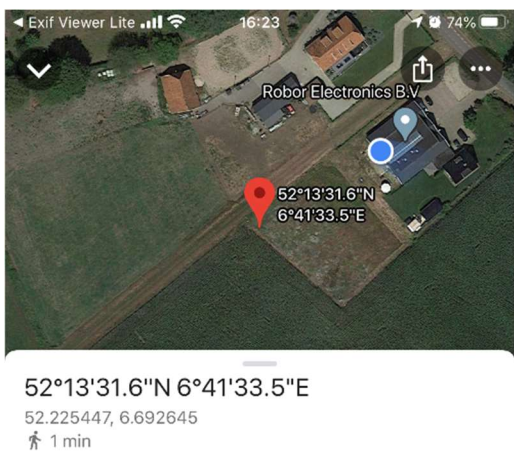 ◄ Exif Viewer Lite 16:23 74%
Robor Electronics B.V
52°13'31.6"N
6°41'33.5"E
52°13'31.6"N 6°41'33.5"E
52.225447, 6.692645
1 min